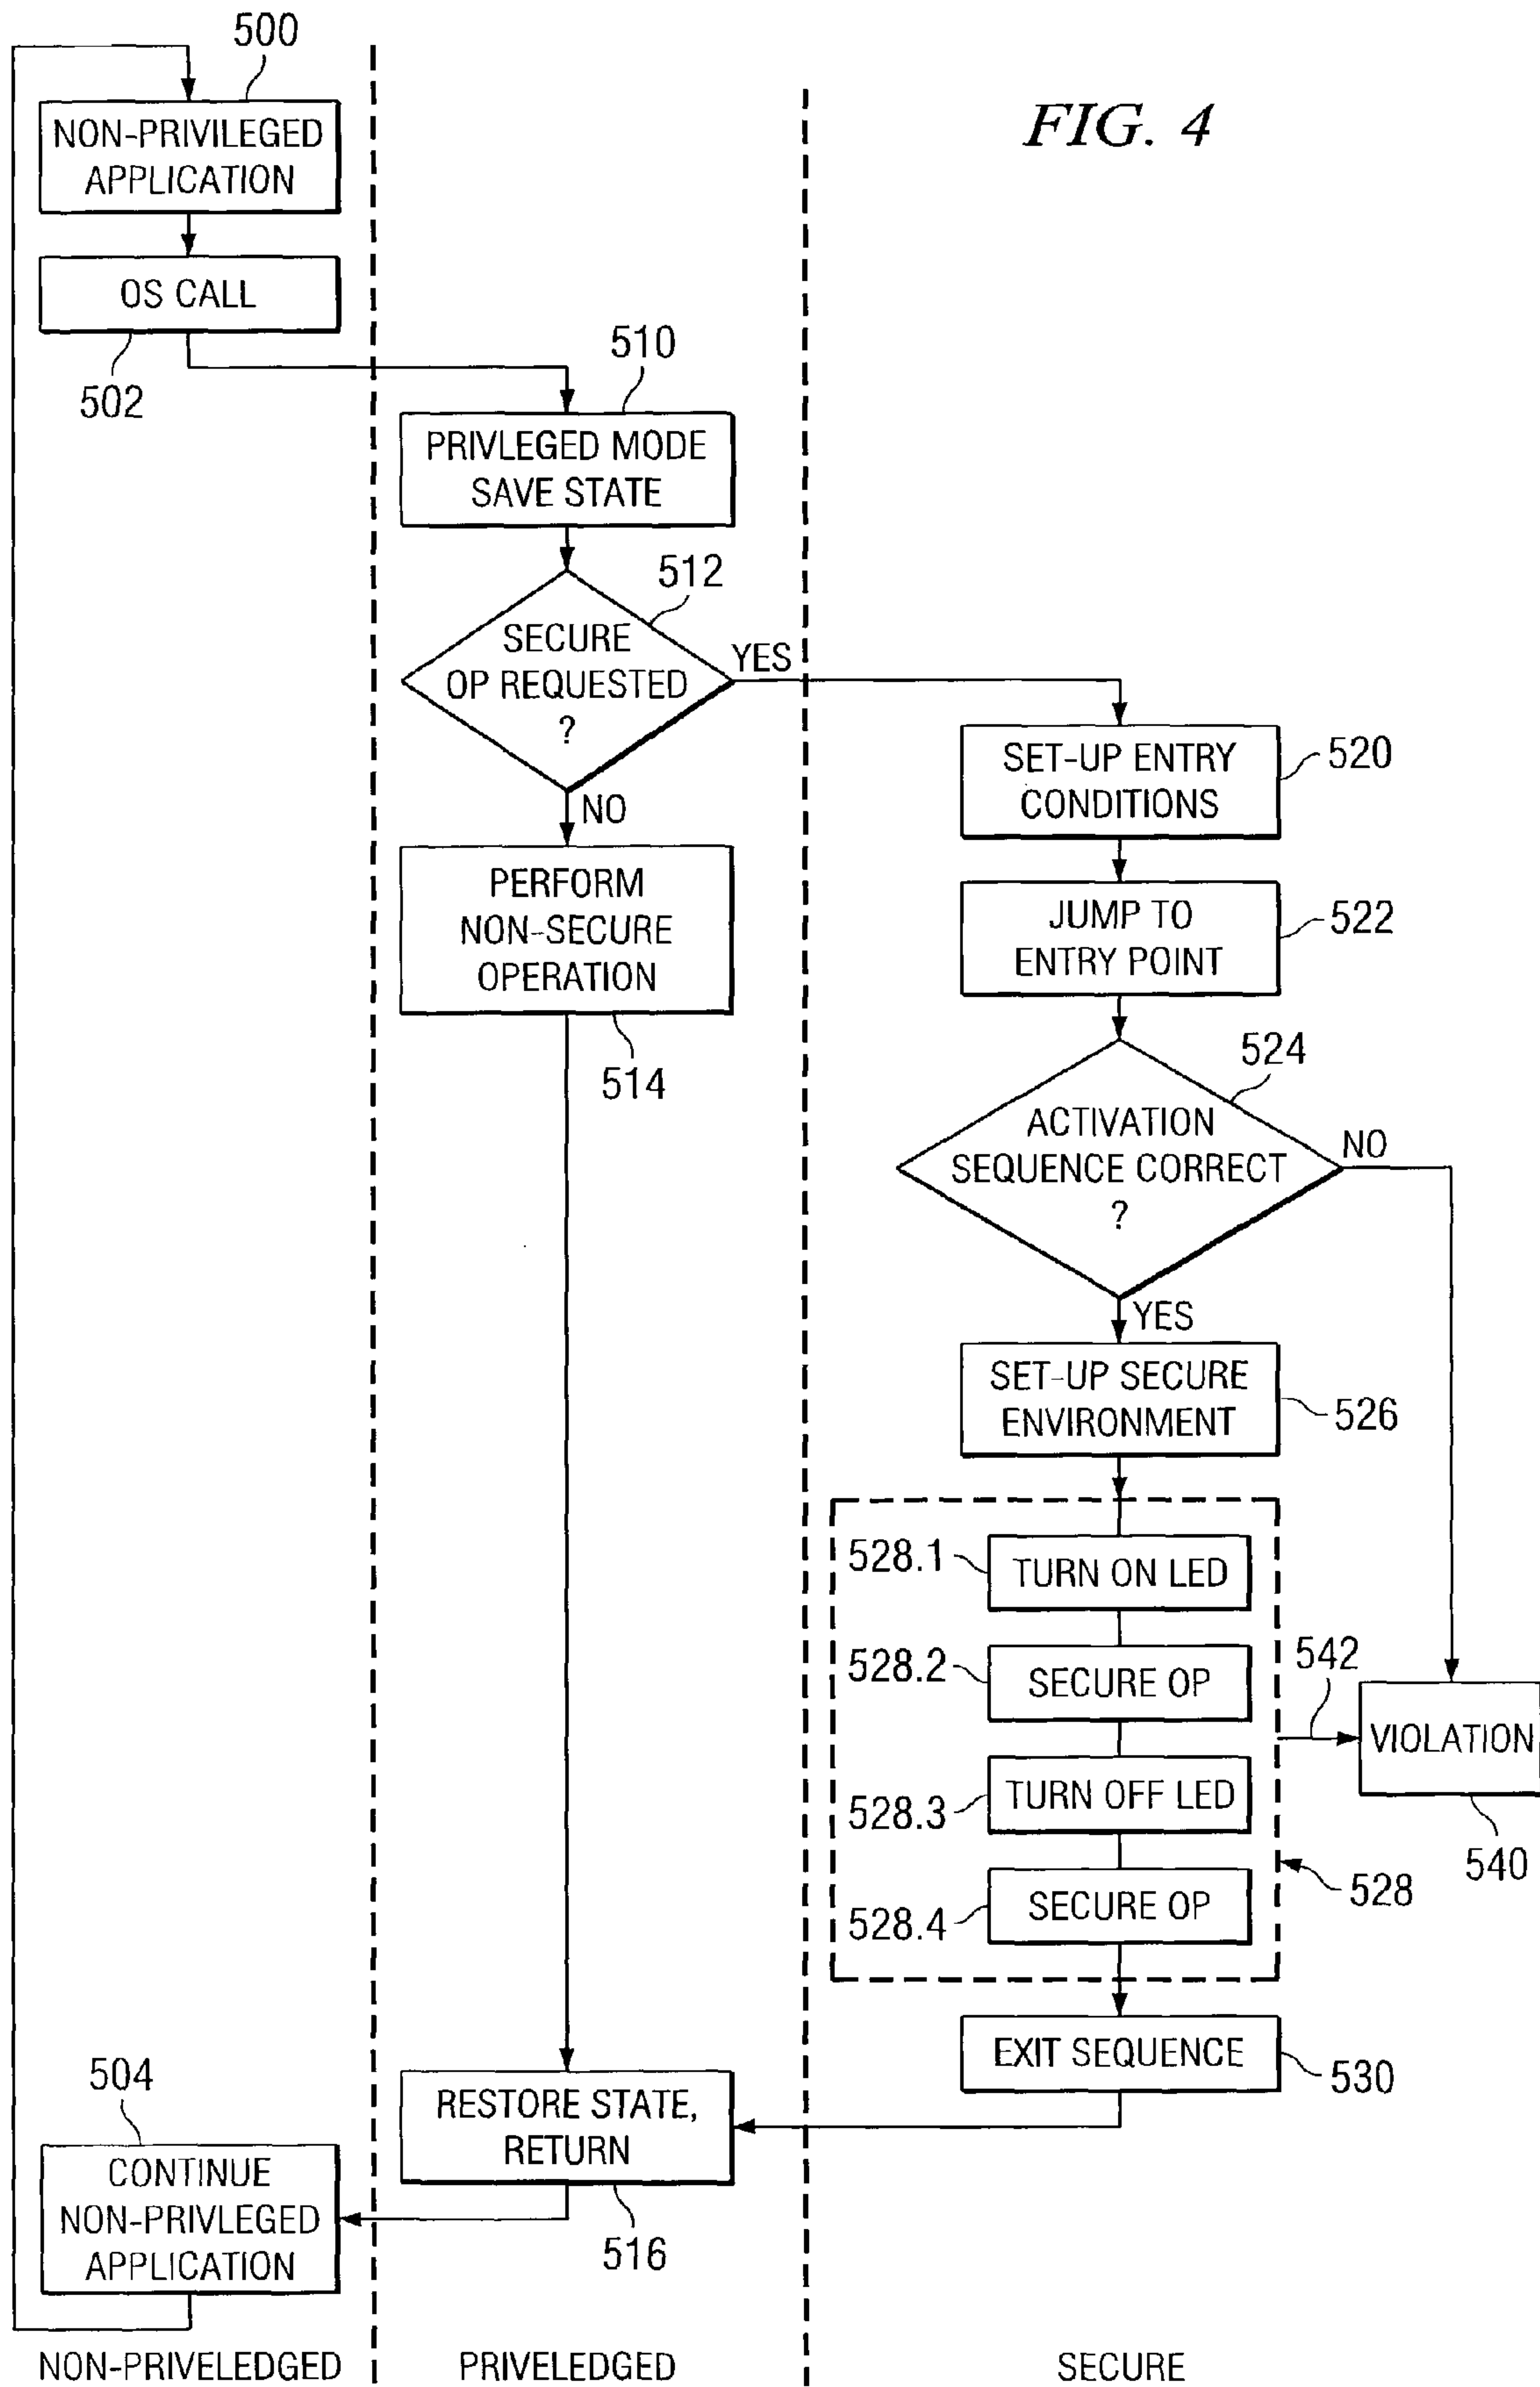 FIG. 4
500
NON-PRIVILEGED
APPLICATION
OS CALL
502
510
PRIVLEGED MODE
SAVE STATE
512
SECURE
OP REQUESTED
?
YES
NO
PERFORM
NON-SECURE
OPERATION
514
SET-UP ENTRY
CONDITIONS
520
JUMP TO
ENTRY POINT
522
524
ACTIVATION
SEQUENCE CORRECT
?
NO
YES
SET-UP SECURE
ENVIRONMENT
526
528.1
TURN ON LED
528.2
SECURE OP
542
VIOLATION
540
528.3
TURN OFF LED
528
528.4
SECURE OP
EXIT SEQUENCE
530
RESTORE STATE,
RETURN
516
504
CONTINUE
NON-PRIVLEGED
APPLICATION
NON-PRIVELEDGED
PRIVELEDGED
SECURE